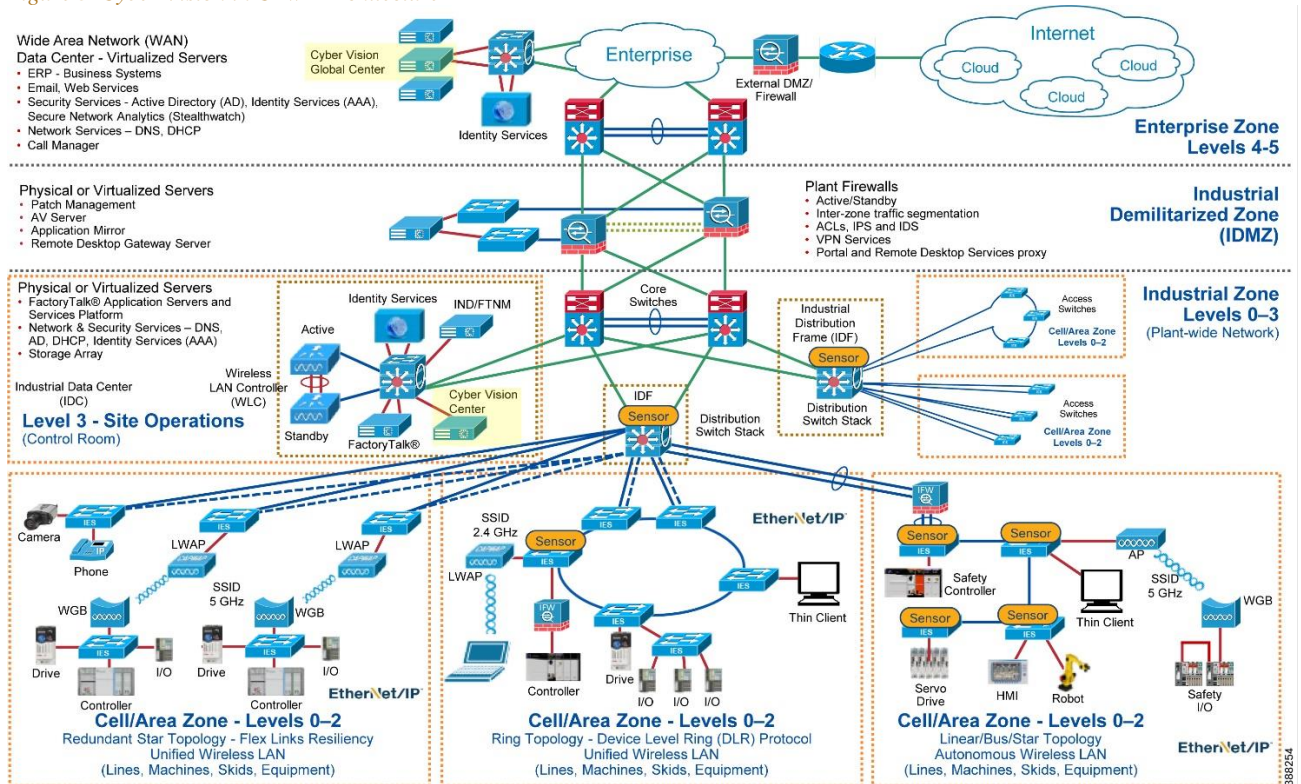 Wide Area Network (WAN)
Data Center - Virtualized Servers
• ERP - Business Systems
• Email, Web Services
• Security Services - Active Directory (AD), Identity Services (AAA),
Secure Network Analytics (Stealthwatch)
• Network Services – DNS, DHCP
• Call Manager
Cyber Vision
Global Center
Identity Services
Enterprise
External DMZ/
Firewall
Internet
Cloud
Cloud
Cloud
Enterprise Zone
Levels 4-5
Physical or Virtualized Servers
• Patch Management
• AV Server
• Application Mirror
• Remote Desktop Gateway Server
Plant Firewalls
• Active/Standby
• Inter-zone traffic segmentation
• ACLs, IPS and IDS
• VPN Services
• Portal and Remote Desktop Services proxy
Industrial
Demilitarized Zone
(IDMZ)
Physical or Virtualized Servers
• FactoryTalk® Application Servers and
Services Platform
• Network & Security Services – DNS,
AD, DHCP, Identity Services (AAA)
• Storage Array
Industrial Data Center
(IDC)
Level 3 - Site Operations
(Control Room)
Identity Services
IND/FTNM
Active
Wireless
LAN Controller
(WLC)
Standby
FactoryTalk®
Cyber Vision
Center
Core
Switches
IDF
Sensor
Distribution
Switch Stack
Industrial
Distribution
Frame (IDF)
Sensor
Distribution
Switch Stack
Access
Switches
Cell/Area Zone
Levels 0–2
Access
Switches
Cell/Area Zone
Levels 0–2
Industrial Zone
Levels 0–3
(Plant-wide Network)
Camera
IES
IP
Phone
IES
LWAP
SSID
5 GHz
IES
LWAP
WGB
WGB
IES
IES
Drive
I/O
Drive
I/O
Controller
Controller
EtherNet/IP
Cell/Area Zone - Levels 0–2
Redundant Star Topology - Flex Links Resiliency
Unified Wireless LAN
(Lines, Machines, Skids, Equipment)
SSID
2.4 GHz
LWAP
Sensor
IES
IES
IES
EtherNet/IP
IES
Thin Client
IFW
IES
Controller
Drive
I/O
I/O
I/O
Cell/Area Zone - Levels 0–2
Ring Topology - Device Level Ring (DLR) Protocol
Unified Wireless LAN
(Lines, Machines, Skids, Equipment)
IFW
Sensor
IES
Sensor
IES
AP
Safety
Controller
SSID
5 GHz
WGB
Thin Client
Sensor
IES
Sensor
IES
Servo
Drive
HMI
Robot
Safety
I/O
Cell/Area Zone - Levels 0–2
Linear/Bus/Star Topology
Autonomous Wireless LAN
(Lines, Machines, Skids, Equipment)
EtherNet/IP
388254